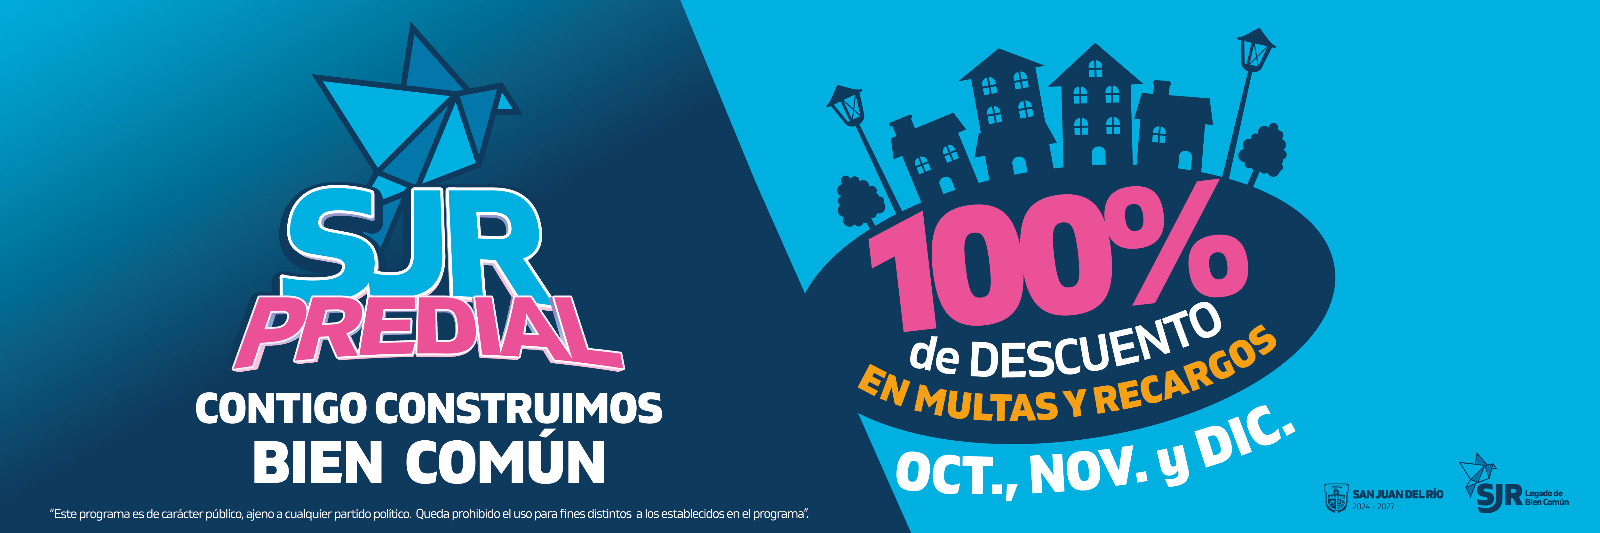 SJR
PREDIAL
CONTIGO CONSTRUIMOS
BIEN COMÚN
"Este programa es de carácter público, ajeno a cualquier partido político. Queda prohibido el uso para fines distintos a los establecidos en el programa".
100%
de DESCUENTO
EN MULTAS Y RECARGOS
OCT., NOV. y DIC.
SAN JUAN DEL RÍO
2024 - 2027
SJR
Legado de
Bien Común